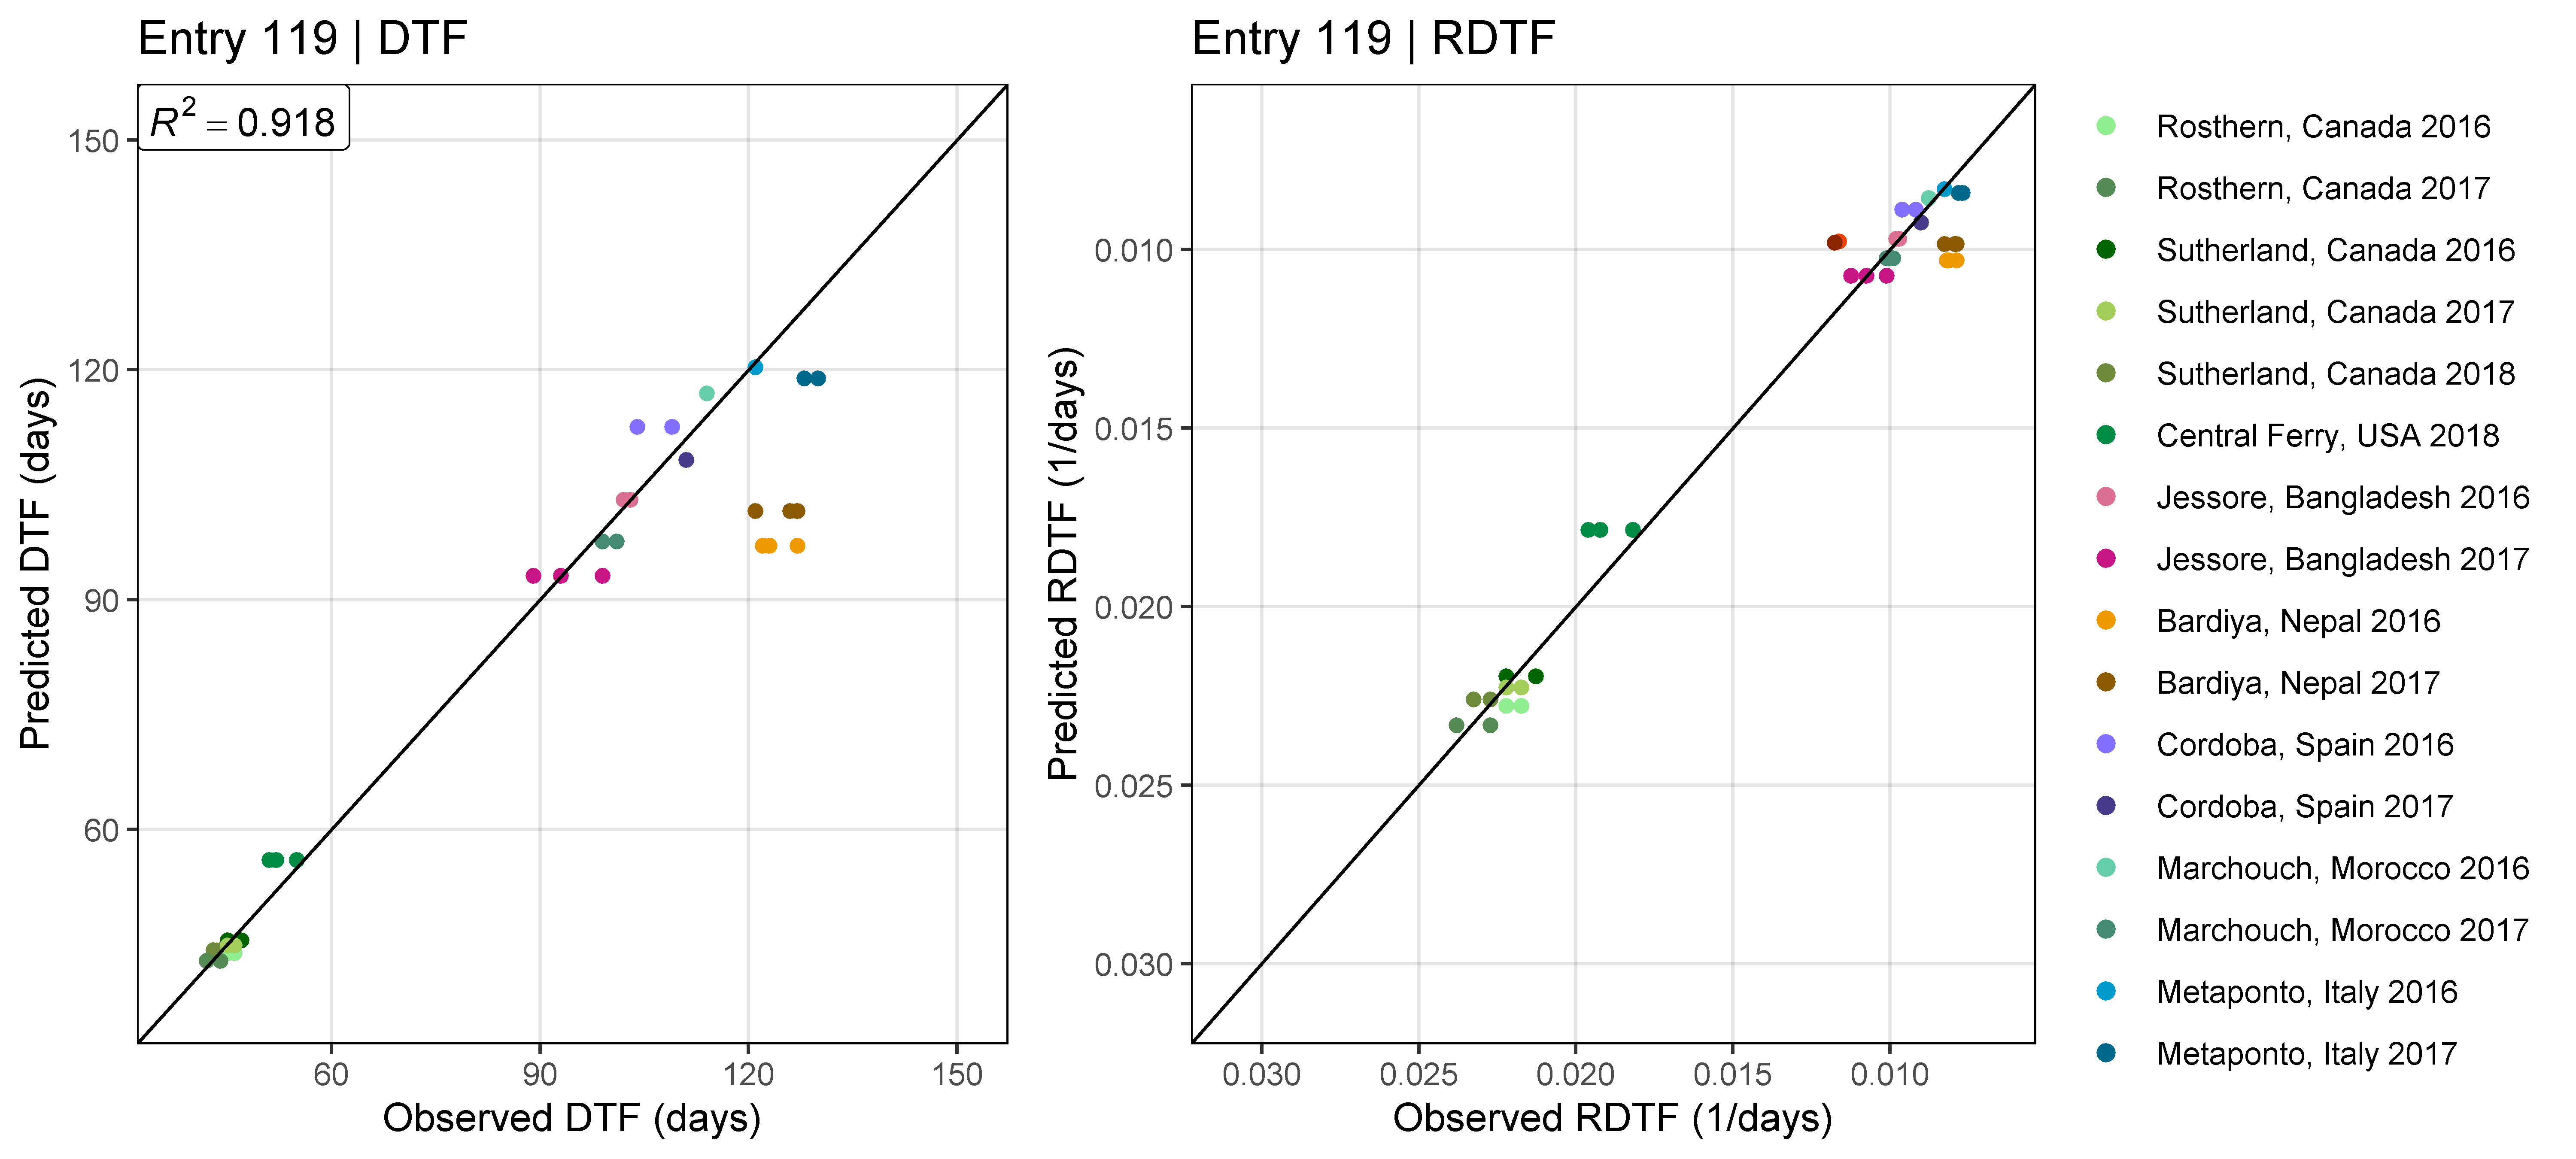 Entry 119 | DTF
R² = 0.918
150
120
90
60
60 90 120 150
Predicted DTF (days)
Observed DTF (days)
Entry 119 | RDTF
0.010
0.015
0.020
0.025
0.030
0.030 0.025 0.020 0.015 0.010
Predicted RDTF (1/days)
Observed RDTF (1/days)
Rosthern, Canada 2016
Rosthern, Canada 2017
Sutherland, Canada 2016
Sutherland, Canada 2017
Sutherland, Canada 2018
Central Ferry, USA 2018
Jessore, Bangladesh 2016
Jessore, Bangladesh 2017
Bardiya, Nepal 2016
Bardiya, Nepal 2017
Cordoba, Spain 2016
Cordoba, Spain 2017
Marchouch, Morocco 2016
Marchouch, Morocco 2017
Metaponto, Italy 2016
Metaponto, Italy 2017